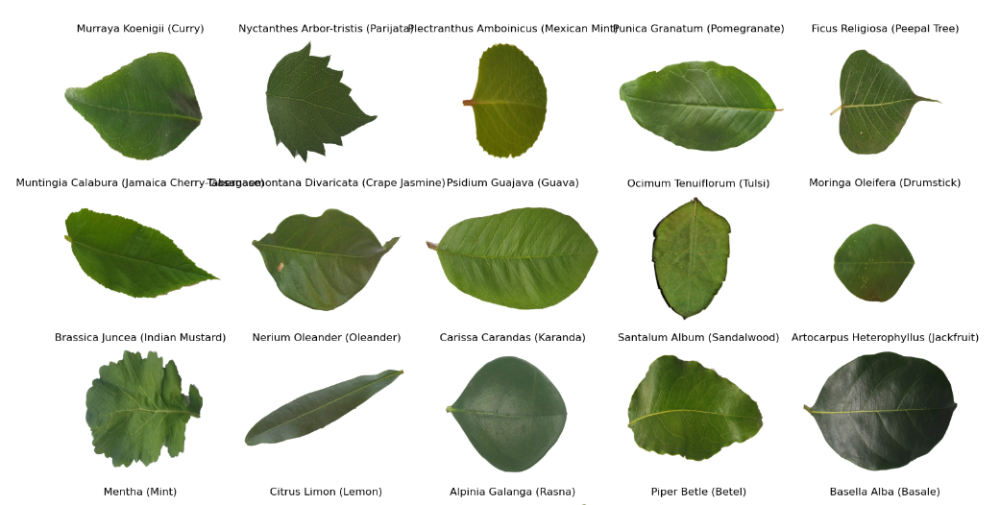 Murraya Koenigii (Curry) Nyctanthes Arbor-tristis (Parijata) Plectranthus Amboinicus (Mexican Mint) Punica Granatum (Pomegranate) Ficus Religiosa (Peepal Tree)
Muntingia Calabura (Jamaica Cherry-Gasagase) Tabernaemontana Divaricata (Crape Jasmine) Psidium Guajava (Guava) Ocimum Tenuiflorum (Tulsi) Moringa Oleifera (Drumstick)
Brassica Juncea (Indian Mustard) Nerium Oleander (Oleander) Carissa Carandas (Karanda) Santalum Album (Sandalwood) Artocarpus Heterophyllus (Jackfruit)
Mentha (Mint) Citrus Limon (Lemon) Alpinia Galanga (Rasna) Piper Betle (Betel) Basella Alba (Basale)